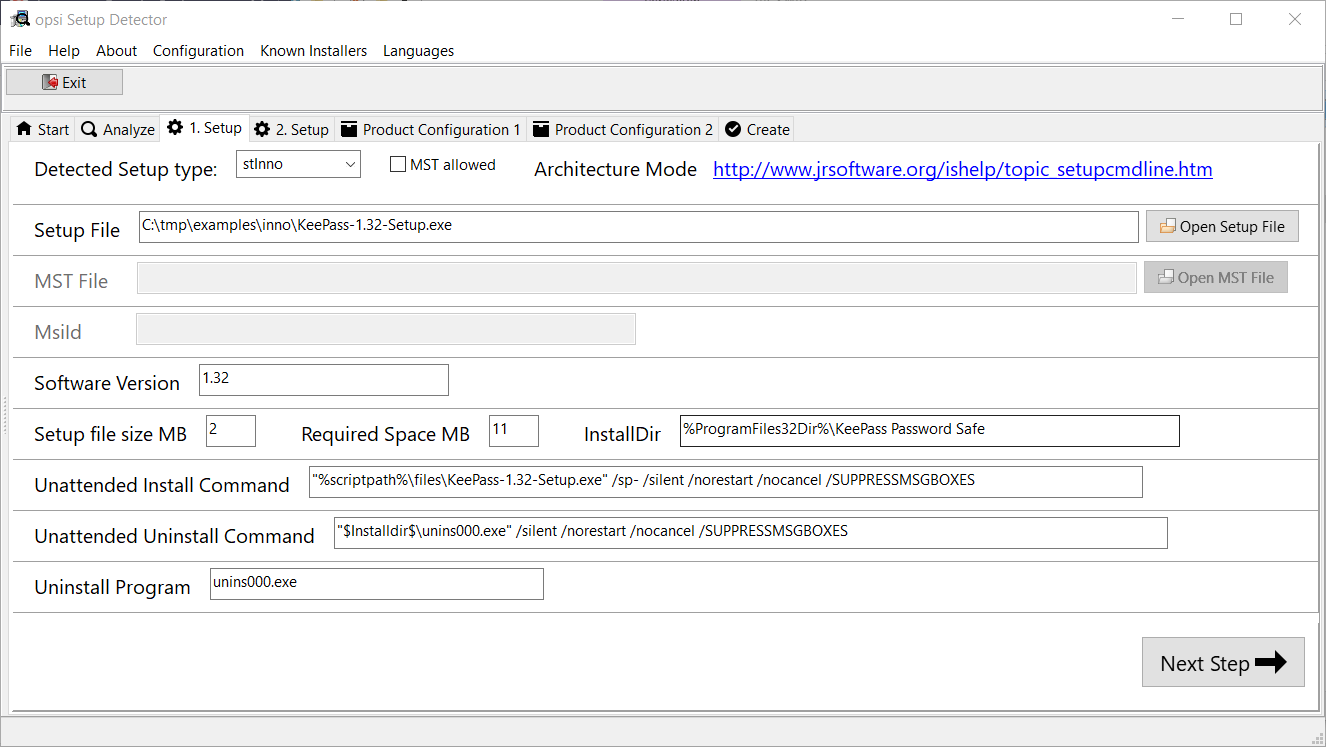 opsi Setup Detector
File Help About Configuration Known Installers Languages
Exit
Start Analyze 1. Setup 2. Setup Product Configuration 1 Product Configuration 2 Create
Detected Setup type: stInno MST allowed Architecture Mode http://www.jrsoftware.org/ishelp/topic_setupcmdline.htm
Setup File C:\tmp\examples\inno\KeePass-1.32-Setup.exe Open Setup File
MST File Open MST File
MsiId
Software Version 1.32
Setup file size MB 2 Required Space MB 11 InstallDir %ProgramFiles32Dir%\KeePass Password Safe
Unattended Install Command "%scriptpath%\files\KeePass-1.32-Setup.exe" /sp- /silent /norestart /nocancel /SUPPRESSMSGBOXES
Unattended Uninstall Command "$Installdir$\unins000.exe" /silent /norestart /nocancel /SUPPRESSMSGBOXES
Uninstall Program unins000.exe
Next Step